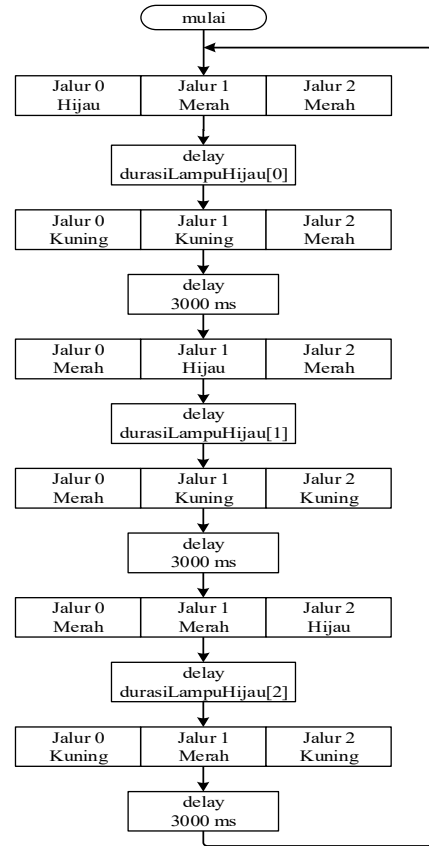 mulai
Jalur 0 Jalur 1 Jalur 2
Hijau Merah Merah
delay
durasiLampuHijau[0]
Jalur 0 Jalur 1 Jalur 2
Kuning Kuning Merah
delay
3000 ms
Jalur 0 Jalur 1 Jalur 2
Merah Hijau Merah
delay
durasiLampuHijau[1]
Jalur 0 Jalur 1 Jalur 2
Merah Kuning Kuning
delay
3000 ms
Jalur 0 Jalur 1 Jalur 2
Merah Merah Hijau
delay
durasiLampuHijau[2]
Jalur 0 Jalur 1 Jalur 2
Kuning Merah Kuning
delay
3000 ms